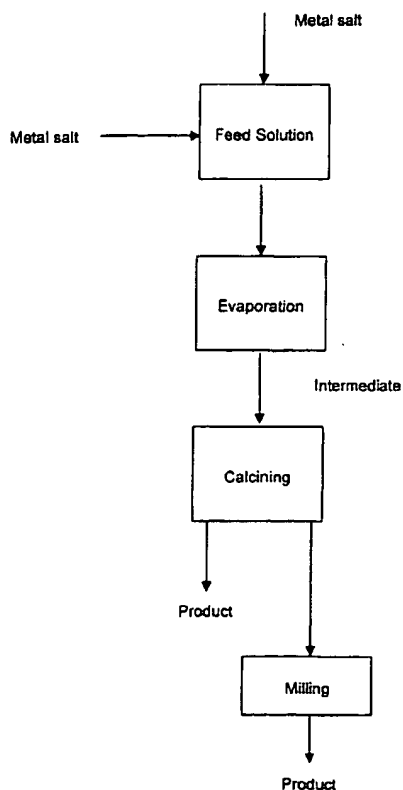 Metal salt
Metal salt
Feed Solution
Evaporation
Intermediate
Calcining
Product
Milling
Product